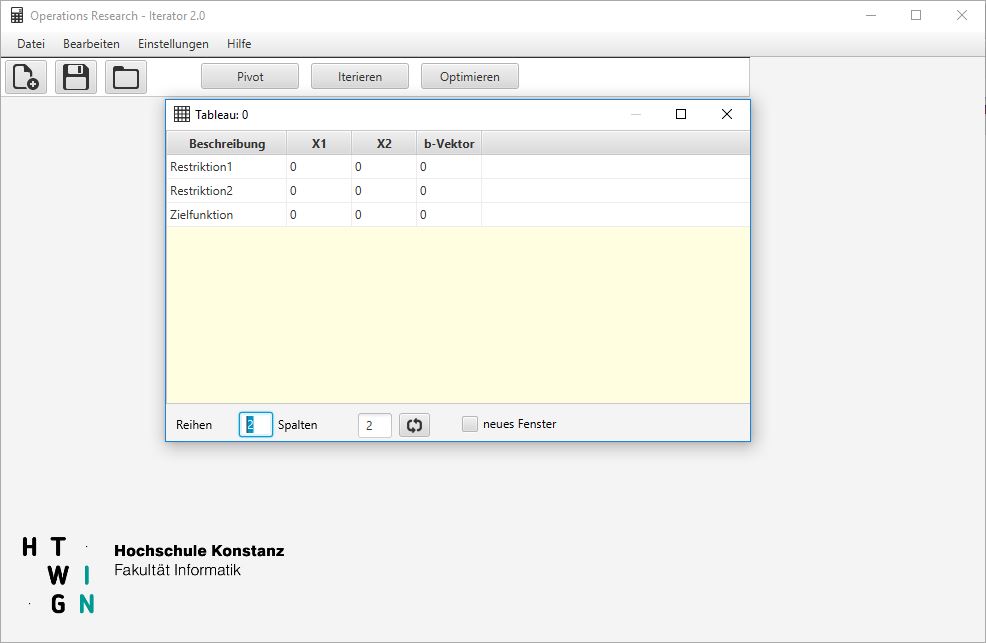 Operations Research - Iterator 2.0
Datei Bearbeiten Einstellungen Hilfe
Pivot Iterieren Optimieren
Tableau: 0
Beschreibung X1 X2 b-Vektor
Restriktion1 0 0 0
Restriktion2 0 0 0
Zielfunktion 0 0 0
Reihen 2 Spalten 2 neues Fenster
H T
W I
G N
Hochschule Konstanz
Fakultät Informatik